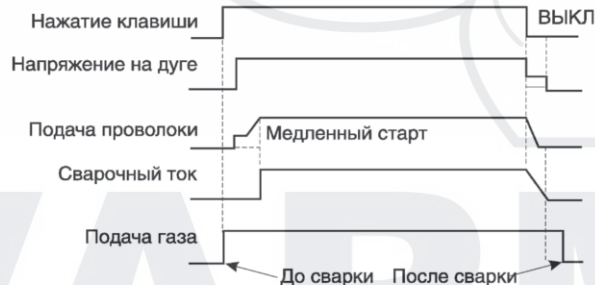 Нажатие клавиши
ВЫКЛ
Напряжение на дуге
Подача проволоки
Медленный старт
Сварочный ток
Подача газа
До сварки
После сварки